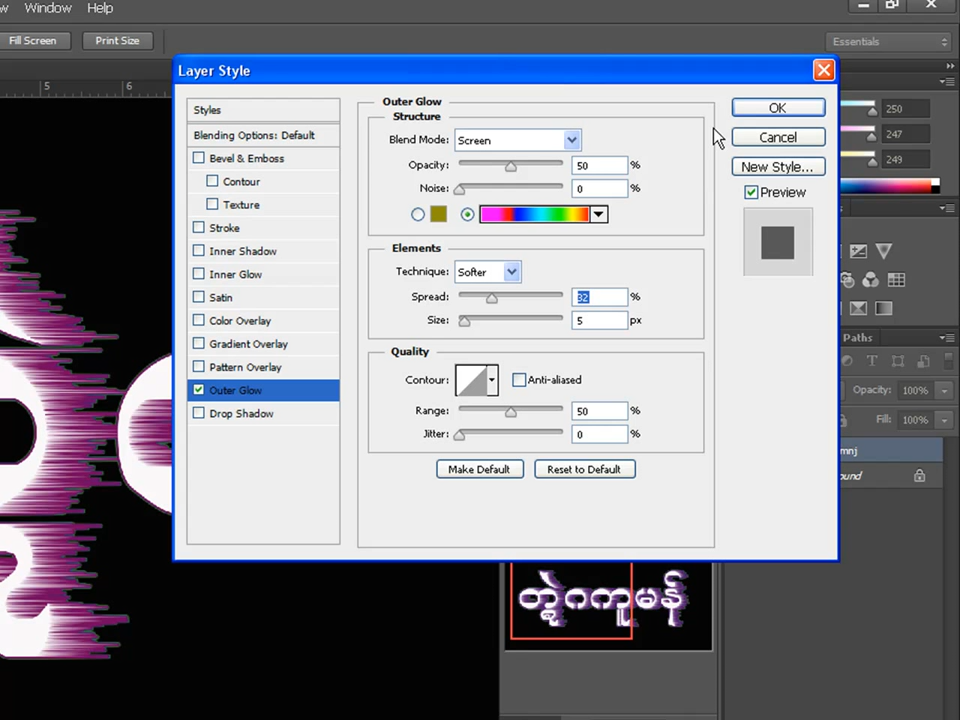 Window Help
Fill Screen Print Size
Essentials
5 6
Layer Style
Styles
Blending Options: Default
Bevel & Emboss
Contour
Texture
Stroke
Inner Shadow
Inner Glow
Satin
Color Overlay
Gradient Overlay
Pattern Overlay
Outer Glow
Drop Shadow
Outer Glow
Structure
Blend Mode: Screen
Opacity: 50 %
Noise: 0 %
Elements
Technique: Softer
Spread: 32 %
Size: 5 px
Quality
Contour: Anti-aliased
Range: 50 %
Jitter: 0 %
Make Default Reset to Default
OK
Cancel
New Style...
Preview
250
247
249
Paths
Opacity: 100%
Fill: 100%
mnj
ound